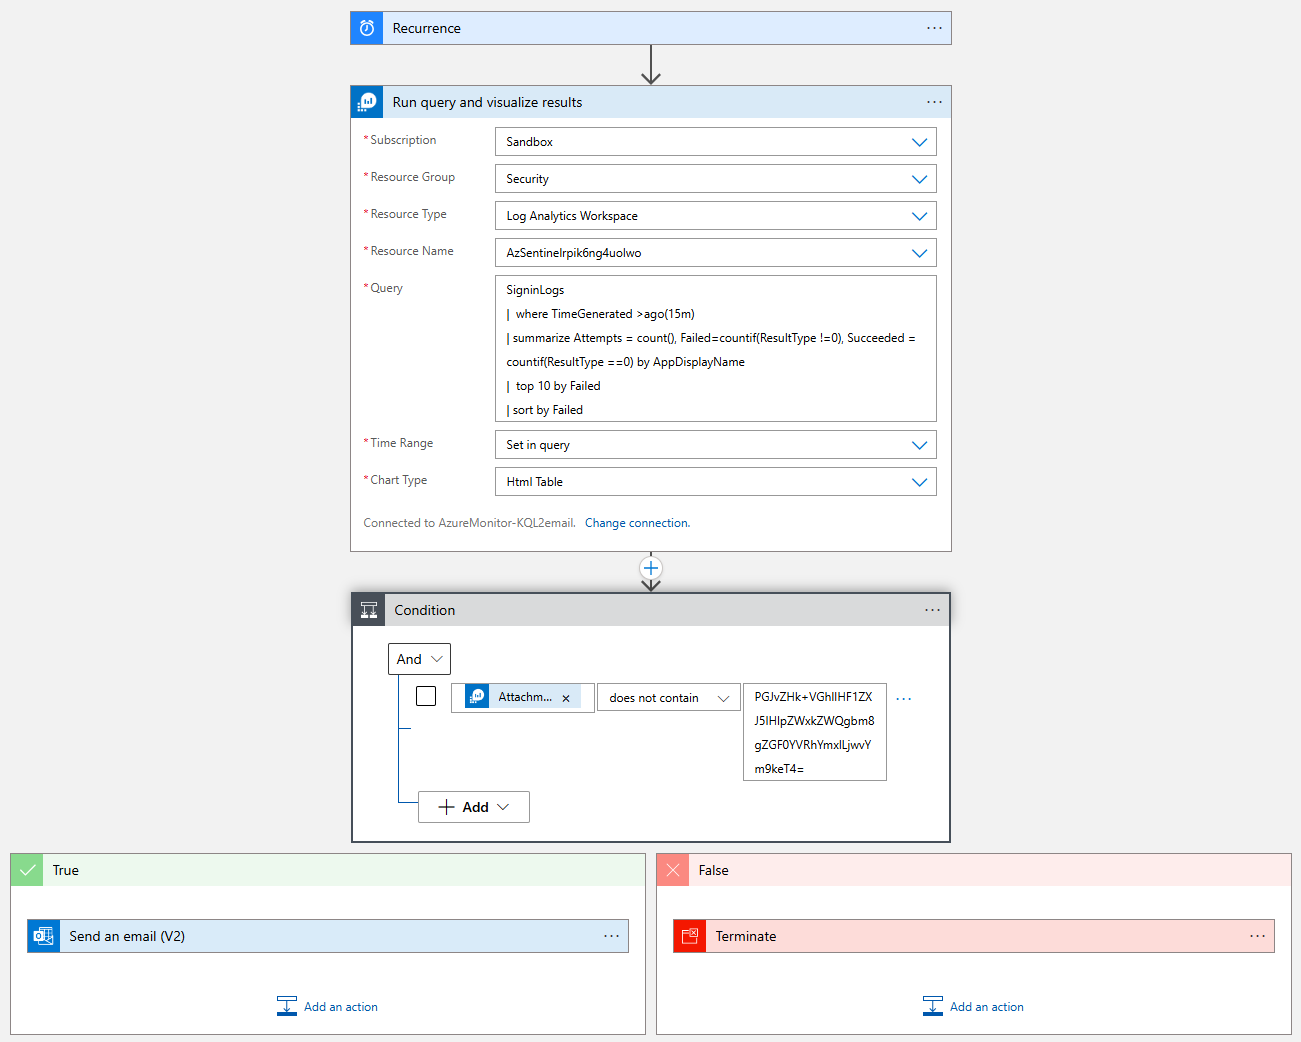 Recurrence
Run query and visualize results
* Subscription
Sandbox
* Resource Group
Security
* Resource Type
Log Analytics Workspace
* Resource Name
AzSentinelrpik6ng4uolwo
* Query
SigninLogs
| where TimeGenerated >ago(15m)
| summarize Attempts = count(), Failed=countif(ResultType !=0), Succeeded =
countif(ResultType ==0) by AppDisplayName
| top 10 by Failed
| sort by Failed
* Time Range
Set in query
* Chart Type
Html Table
Connected to AzureMonitor-KQL2email. Change connection.
Condition
And
Attachm... x
does not contain
PGJvZHk+VGhlIHF1ZX
J5IHlpZWxkZWQgbm8
gZGF0YVRhYmxlLjwvY
m9keT4=
Add
True
False
Send an email (V2)
Terminate
Add an action
Add an action